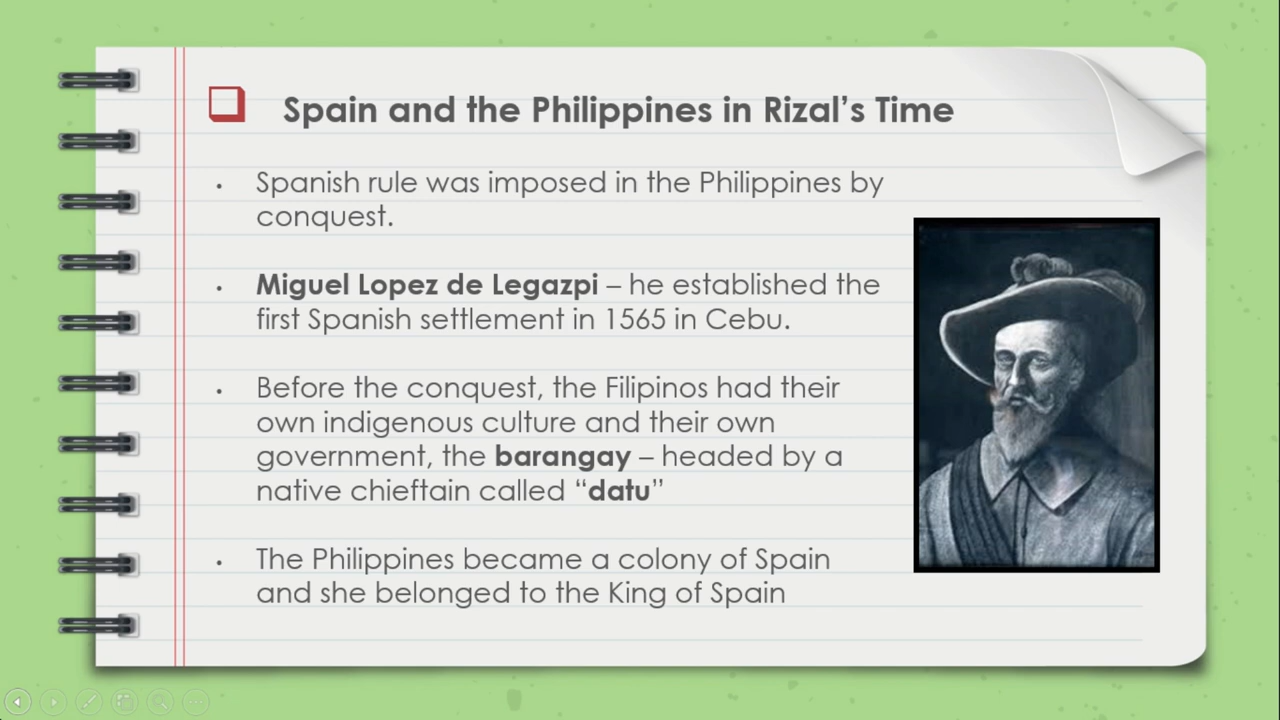 Spain and the Philippines in Rizal’s Time
• Spanish rule was imposed in the Philippines by
conquest.
• Miguel Lopez de Legazpi – he established the
first Spanish settlement in 1565 in Cebu.
• Before the conquest, the Filipinos had their
own indigenous culture and their own
government, the barangay – headed by a
native chieftain called “datu”
• The Philippines became a colony of Spain
and she belonged to the King of Spain